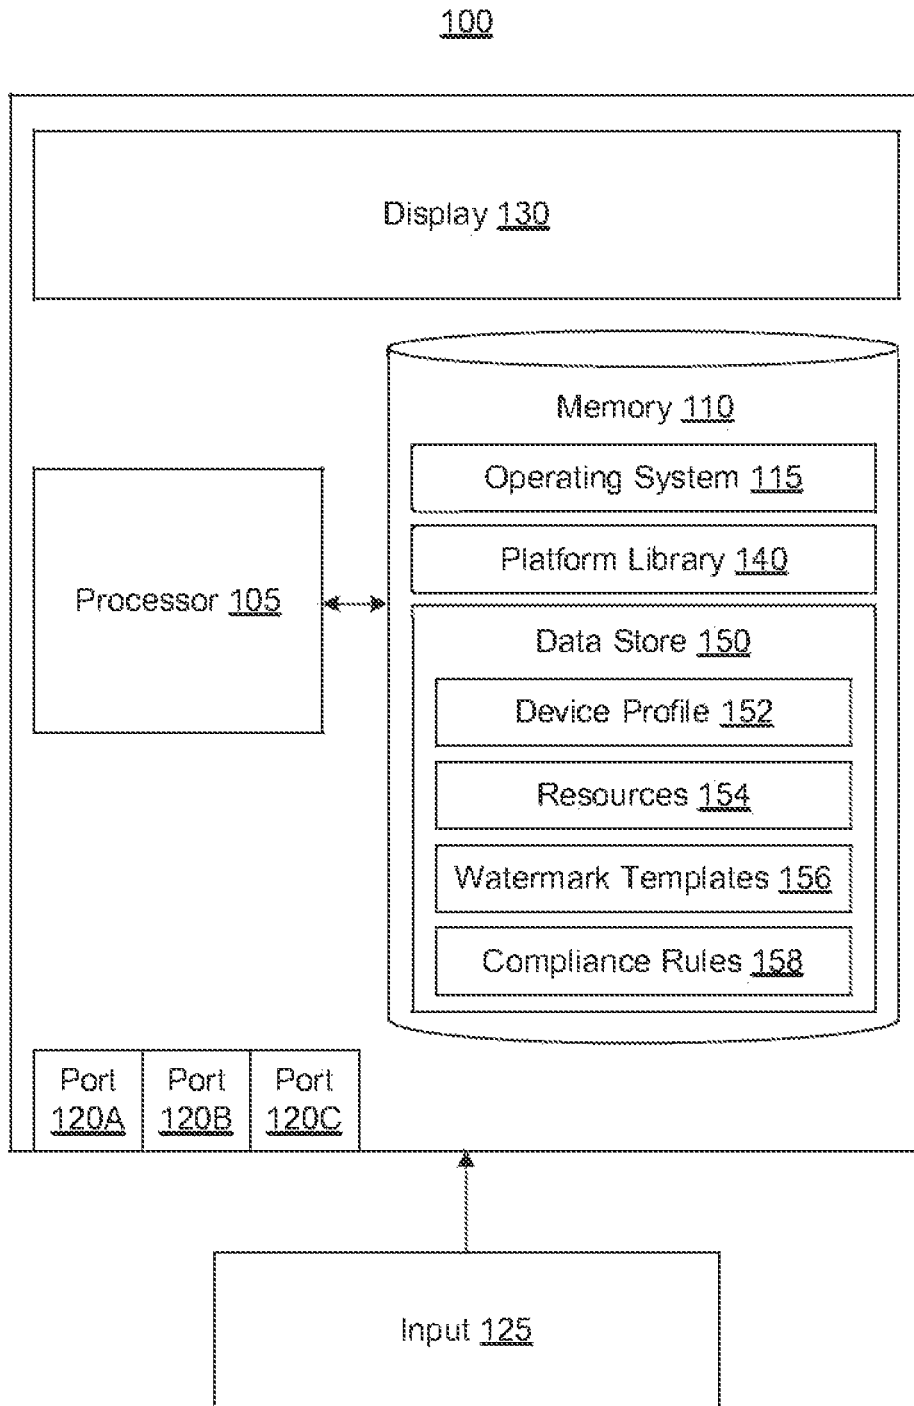 100
Display 130
Memory 110
Operating System 115
Platform Library 140
Processor 105
Data Store 150
Device Profile 152
Resources 154
Watermark Templates 156
Compliance Rules 158
Port 120A
Port 120B
Port 120C
Input 125